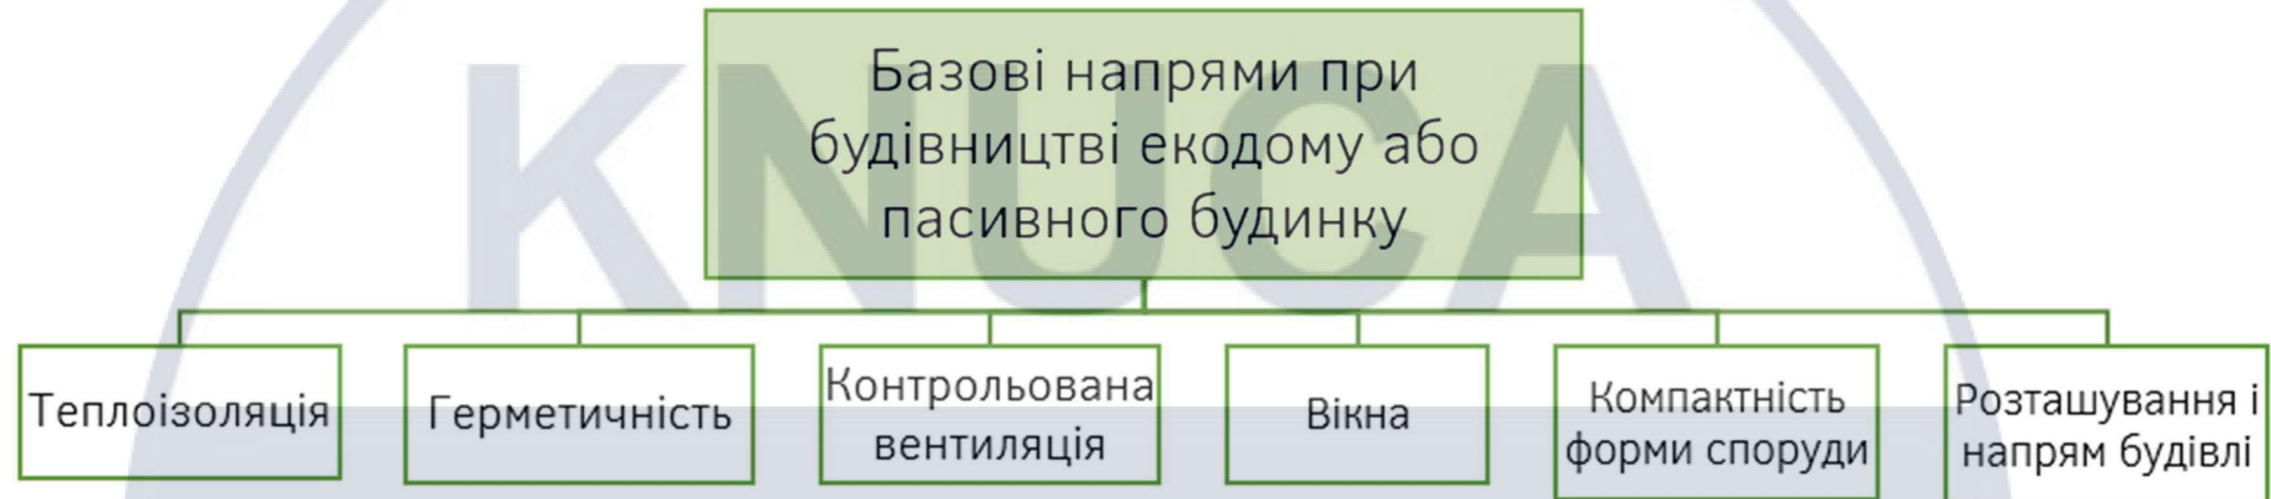 KNUCA
Базові напрями при
будівництві екодому або
пасивного будинку
Теплоізоляція
Герметичність
Контрольована
вентиляція
Вікна
Компактність
форми споруди
Розташування і
напрям будівлі